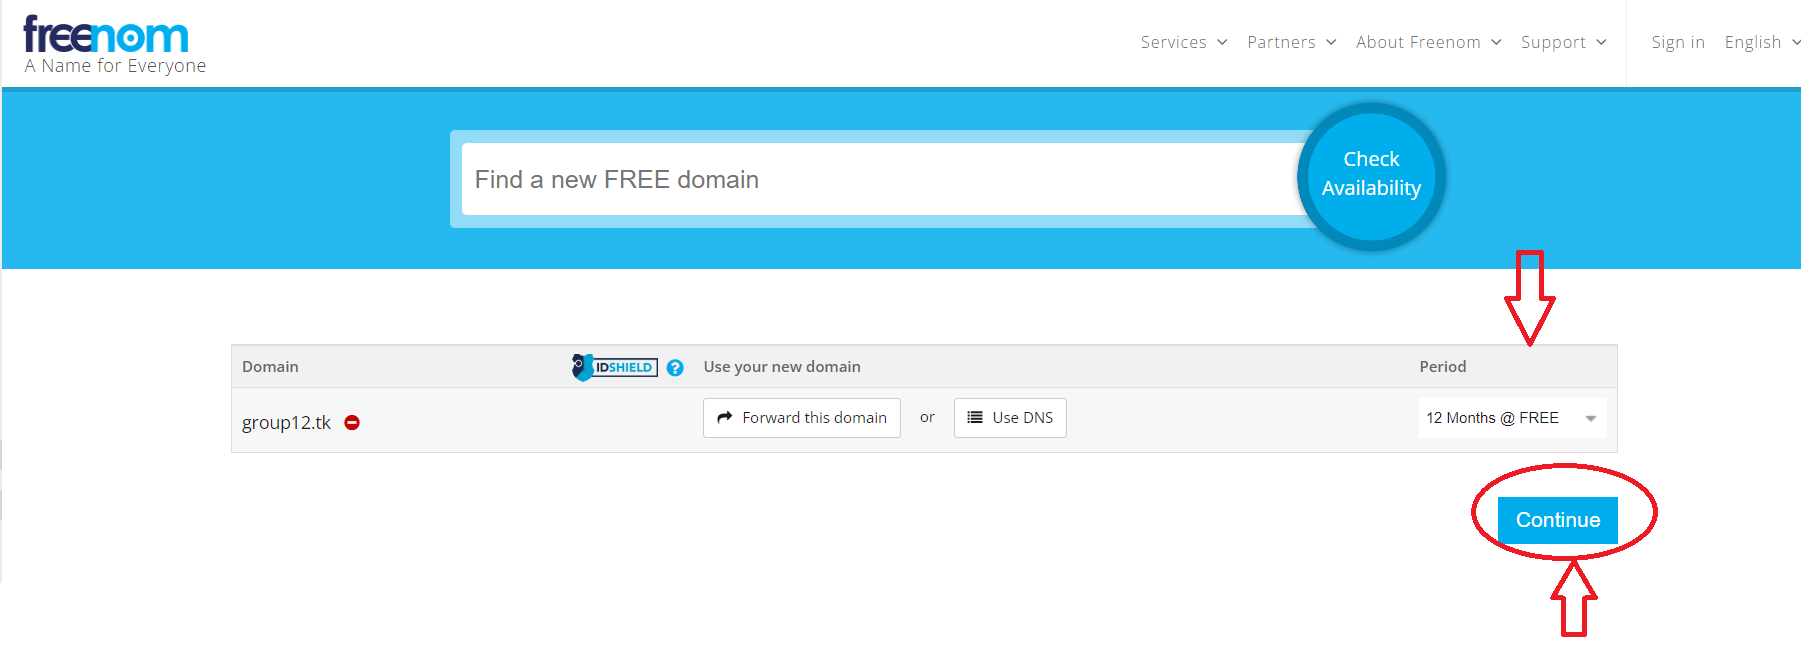 freenom
A Name for Everyone
Services Partners About Freenom Support Sign in English
Find a new FREE domain
Check
Availability
Domain IDSHIELD ? Use your new domain Period
group12.tk Forward this domain or Use DNS 12 Months @ FREE
Continue